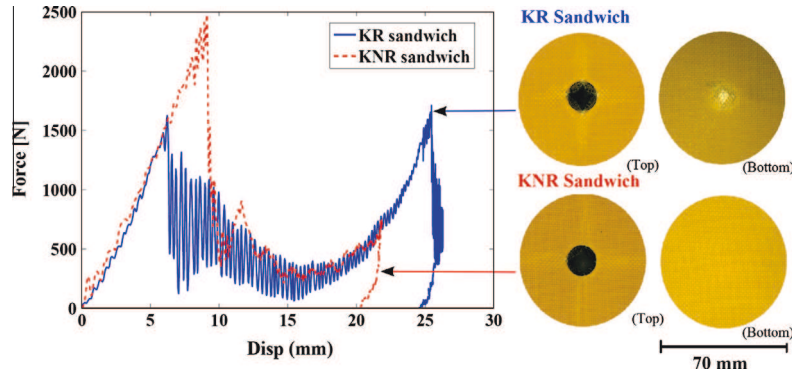 2500
2000
1500
1000
500
0
0 5 10 15 20 25 30
Force [N]
Disp (mm)
KR sandwich
KNR sandwich
KR Sandwich
(Top)
(Bottom)
KNR Sandwich
(Top)
(Bottom)
70 mm